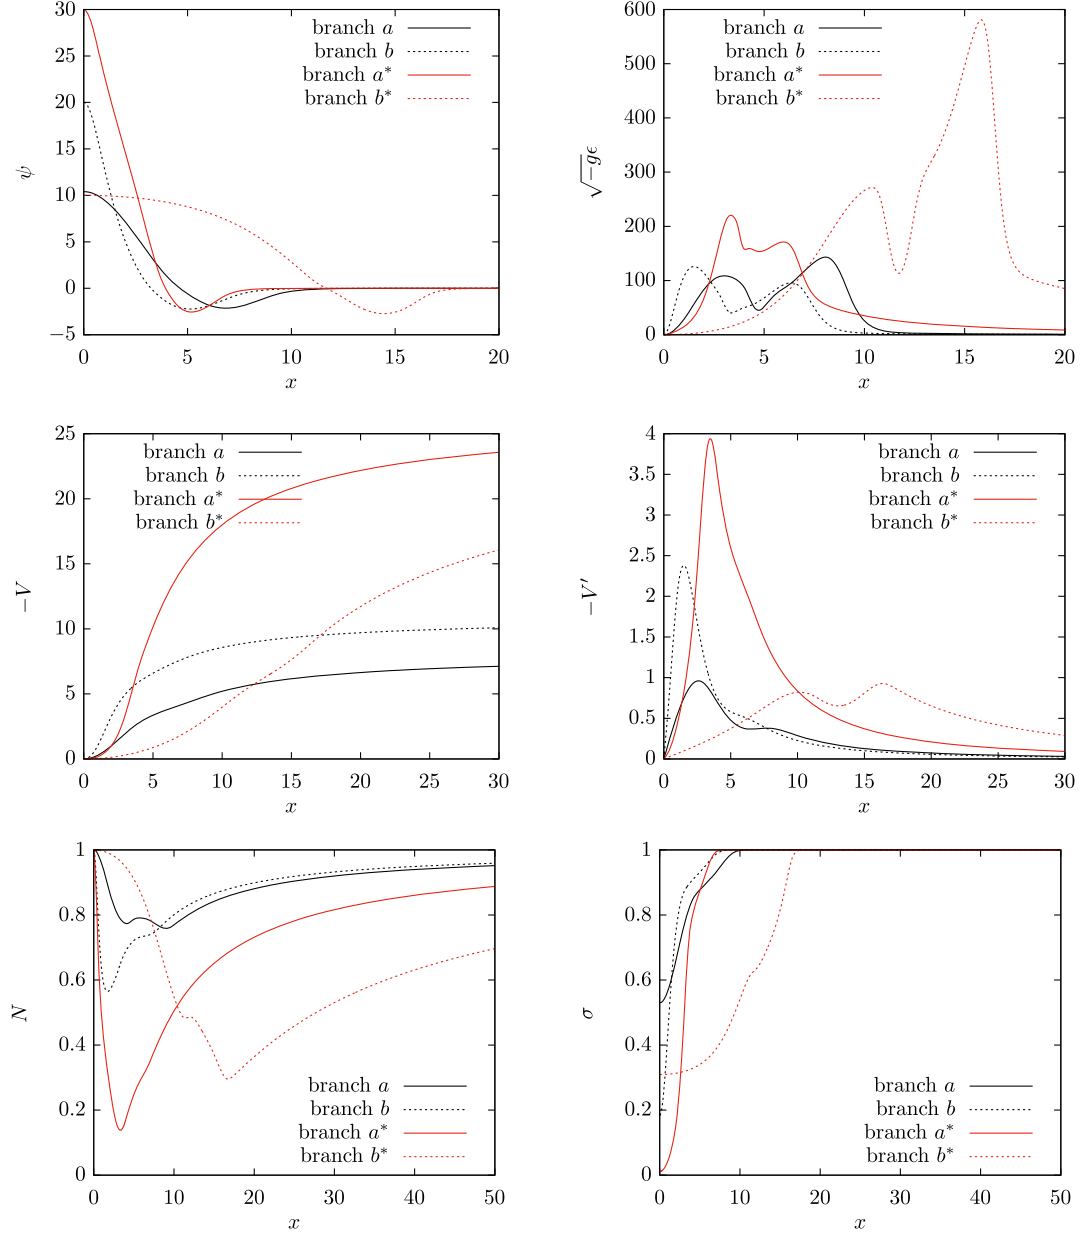 30
25
20
15
10
5
0
−5
0 5 10 15 20
ψ
x
branch a
branch b
branch a*
branch b*
600
500
400
300
200
100
0
0 5 10 15 20
√−gϵ
x
branch a
branch b
branch a*
branch b*
25
20
15
10
5
0
0 5 10 15 20 25 30
−V
x
branch a
branch b
branch a*
branch b*
4
3.5
3
2.5
2
1.5
1
0.5
0
0 5 10 15 20 25 30
−V′
x
branch a
branch b
branch a*
branch b*
1
0.8
0.6
0.4
0.2
0
0 10 20 30 40 50
N
x
branch a
branch b
branch a*
branch b*
1
0.8
0.6
0.4
0.2
0
0 10 20 30 40 50
σ
x
branch a
branch b
branch a*
branch b*